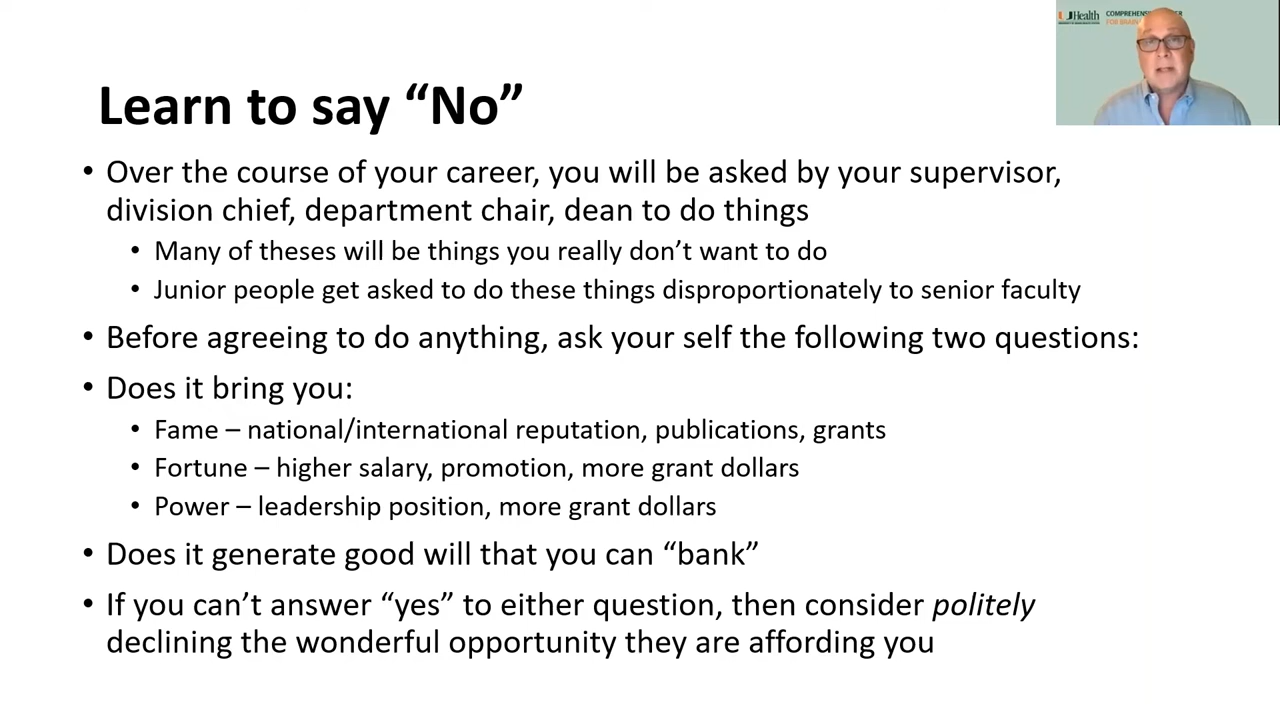 UHealth
COMPREHENSIVE
FOR BRAIN
Learn to say “No”
• Over the course of your career, you will be asked by your supervisor,
division chief, department chair, dean to do things
• Many of theses will be things you really don’t want to do
• Junior people get asked to do these things disproportionately to senior faculty
• Before agreeing to do anything, ask your self the following two questions:
• Does it bring you:
• Fame – national/international reputation, publications, grants
• Fortune – higher salary, promotion, more grant dollars
• Power – leadership position, more grant dollars
• Does it generate good will that you can “bank”
• If you can’t answer “yes” to either question, then consider politely
declining the wonderful opportunity they are affording you